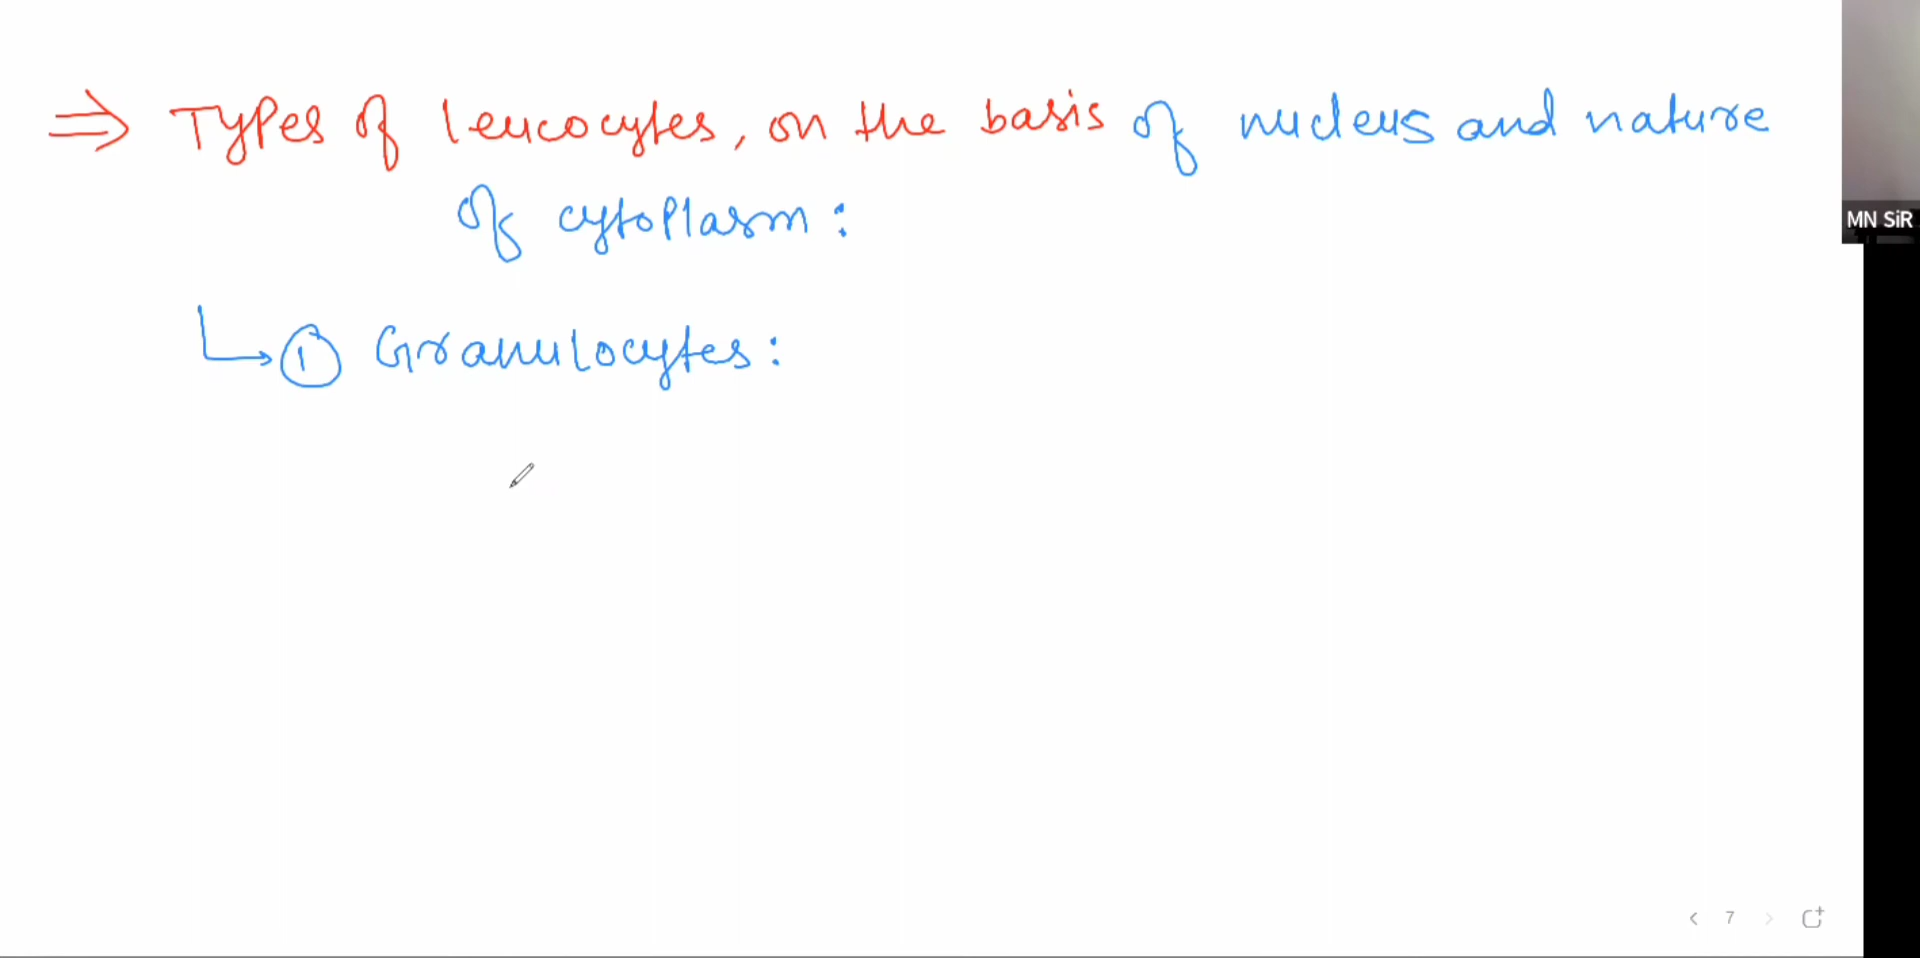 ⇒ Types of leucocytes, on the basis of nucleus and nature
of cytoplasm:
① Granulocytes:
MN SiR
7